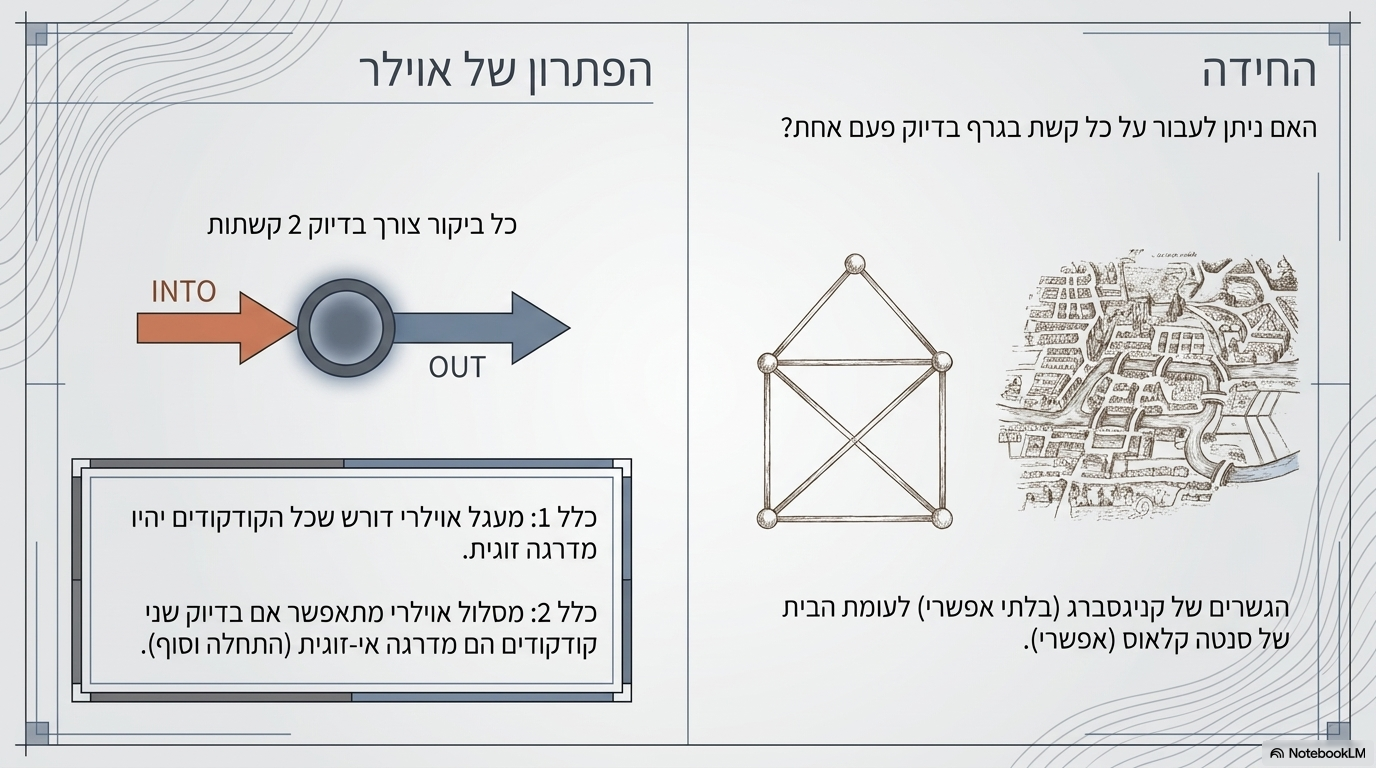 החידה
האם ניתן לעבור על כל קשת בגרף בדיוק פעם אחת?
הגשרים של קניגסברג (בלתי אפשרי) לעומת הבית
של סנטה קלאוס (אפשרי).
הפתרון של אוילר
כל ביקור צורך בדיוק 2 קשתות
INTO
OUT
כלל 1: מעגל אוילרי דורש שכל הקודקודים יהיו
מדרגה זוגית.
כלל 2: מסלול אוילרי מתאפשר אם בדיוק שני
קודקודים הם מדרגה אי-זוגית (התחלה וסוף).
NotebookLM